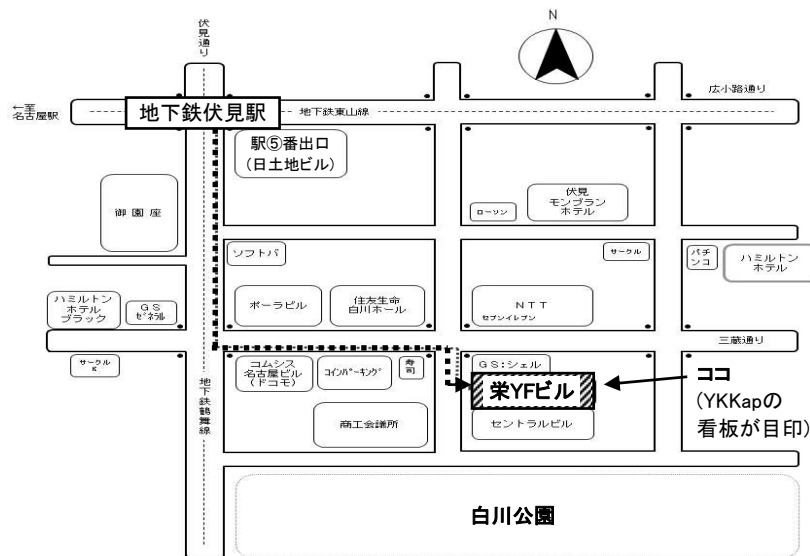 N
伏見通り
広小路通り
←至
名古屋駅
地下鉄伏見駅
地下鉄東山線
駅⑤番出口
(日土地ビル)
御園座
ローソン
伏見
モンブラン
ホテル
ソフトバ
サークル
パチ
ンコ
ハミルトン
ホテル
ハミルトン
ホテル
ブラック
GS
ゼネラル
ポーラビル
住友生命
白川ホール
NTT
セブンイレブン
三蔵通り
サークル
K
コムシス
名古屋ビル
(ドコモ)
コインパーキング
寿司
GS:シェル
栄YFビル
ココ
(YKKapの
看板が目印)
地下鉄鶴舞線
商工会議所
セントラルビル
白川公園